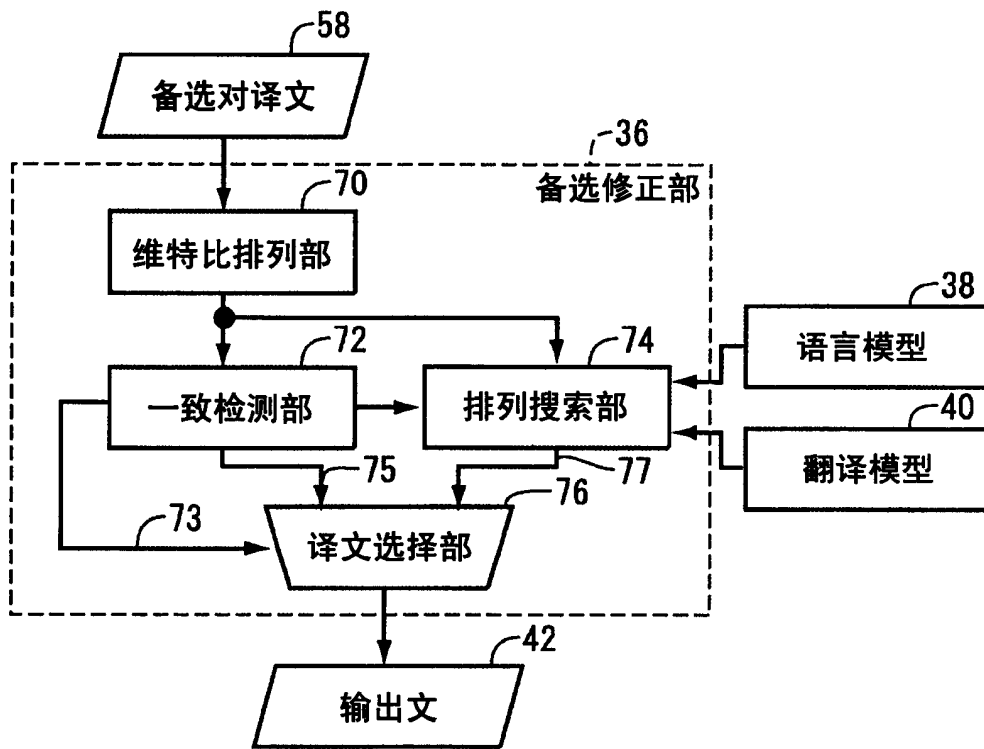 58
备选对译文
36
备选修正部
70
维特比排列部
38
语言模型
72
一致检测部
74
排列搜索部
40
翻译模型
75
77
73
76
译文选择部
42
输出文